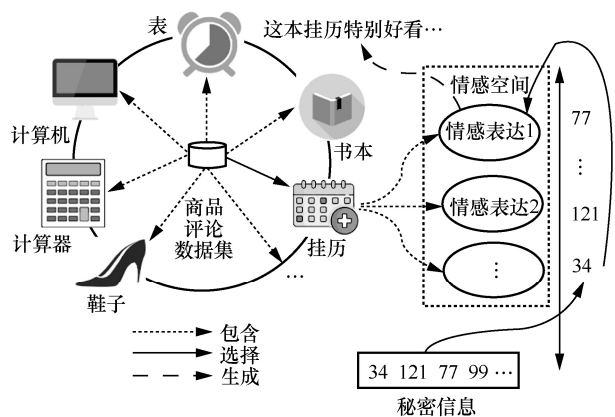 表
这本挂历特别好看…
情感空间
计算机
情感表达1
77
书本
⋮
计算器
商品
评论
数据集
情感表达2
121
挂历
…
⋮
34
鞋子
包含
选择
生成
34 121 77 99 …
秘密信息